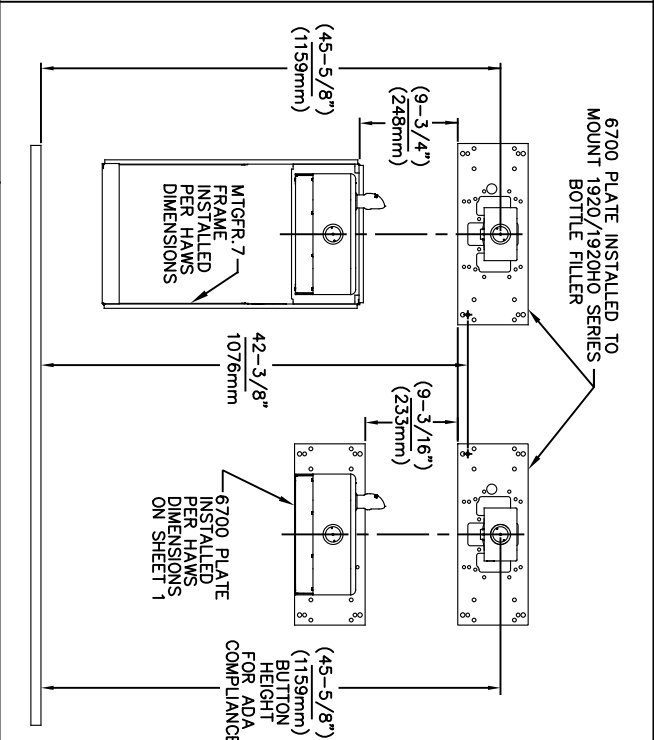 6700 PLATE INSTALLED TO
MOUNT 1920/1920HO SERIES
BOTTLE FILLER
(45-5/8")
(1159mm)
(9-3/4")
(248mm)
MTGFR.7
FRAME
INSTALLED
PER HAWS
DIMENSIONS
42-3/8"
1076mm
(9-3/16")
(233mm)
6700 PLATE
INSTALLED
PER HAWS
DIMENSIONS
ON SHEET 1
(45-5/8")
(1159mm)
BUTTON
HEIGHT
FOR ADA
COMPLIANCE